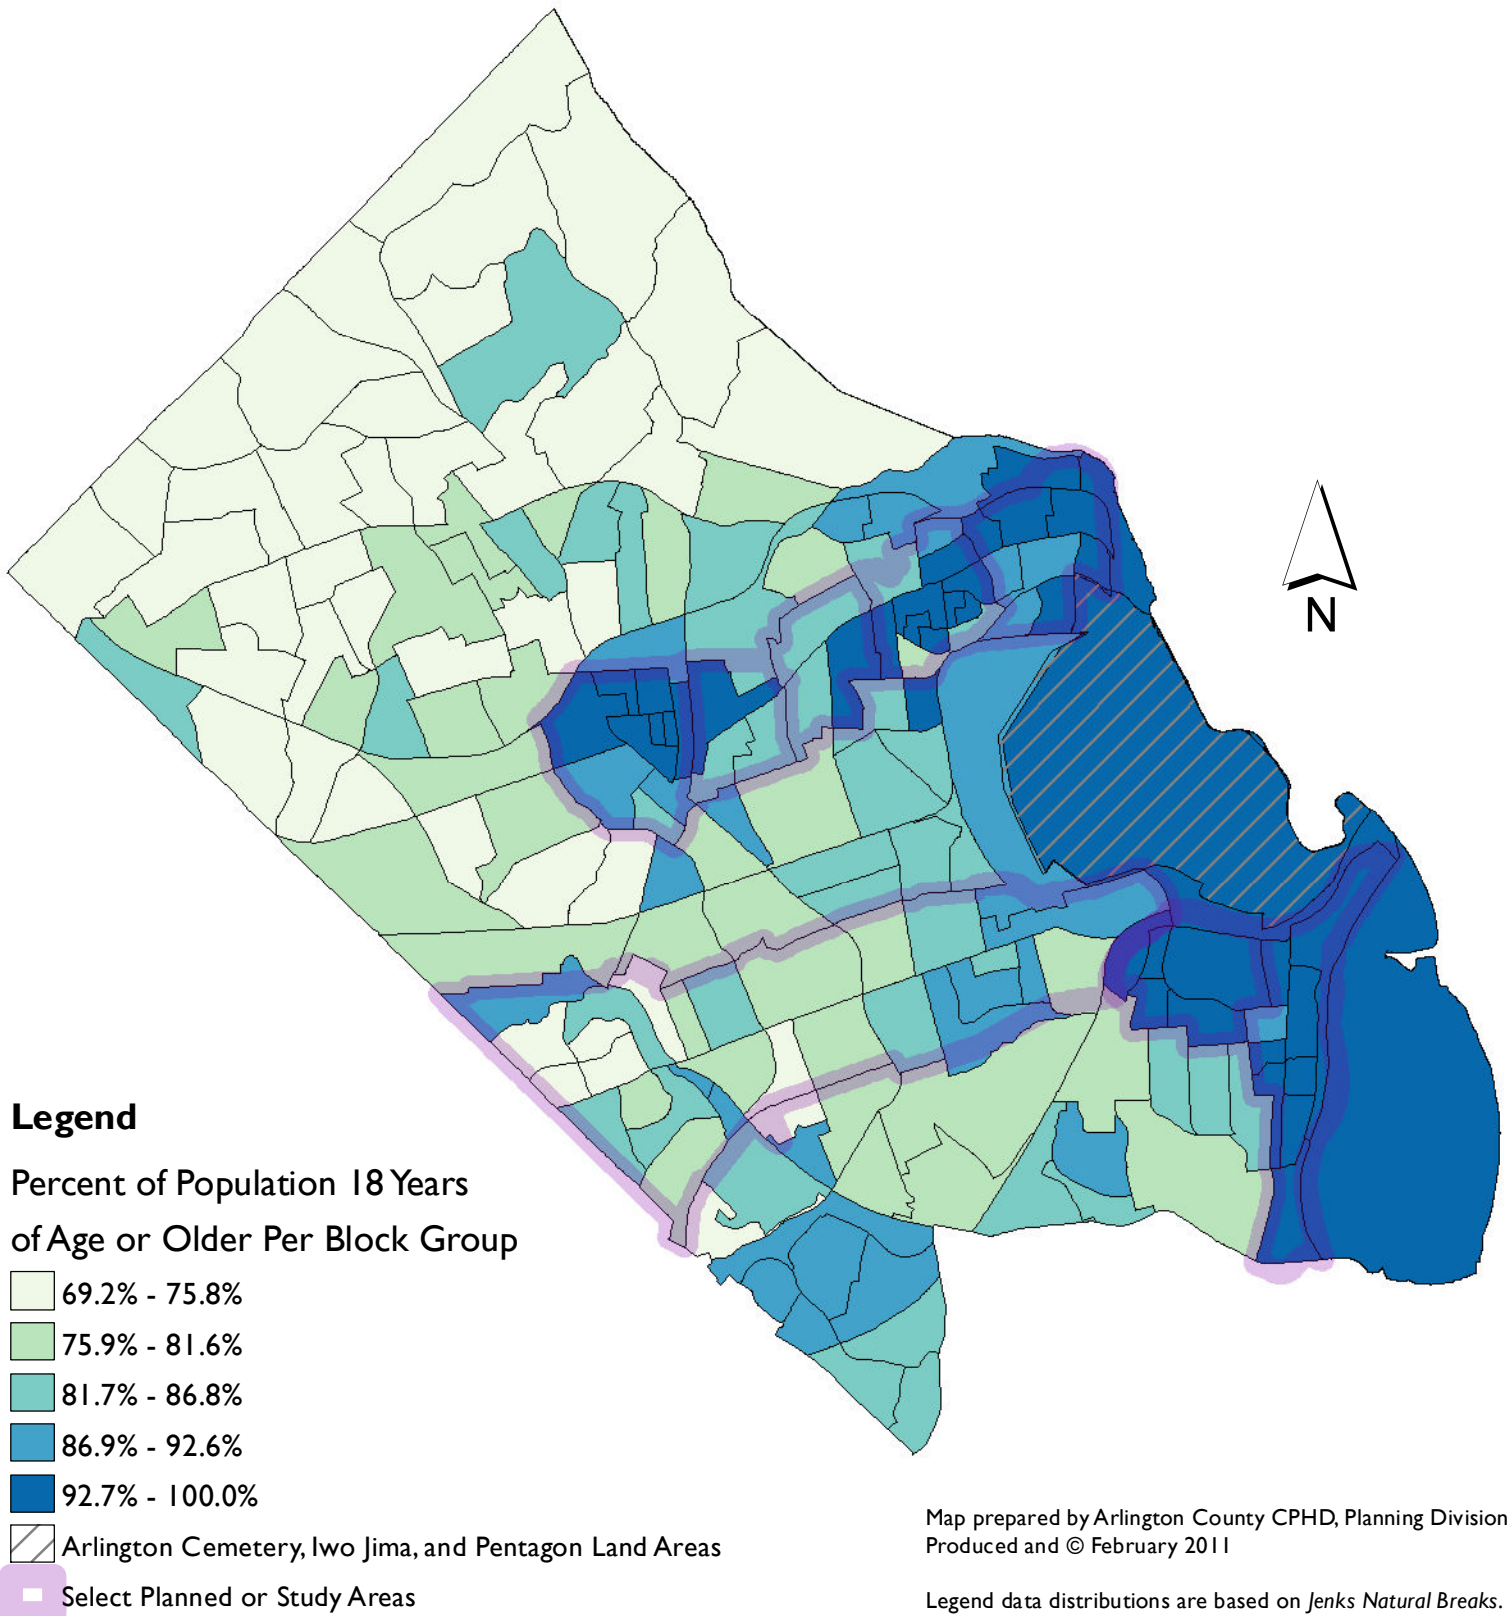 N
Legend
Percent of Population 18 Years
of Age or Older Per Block Group
69.2% - 75.8%
75.9% - 81.6%
81.7% - 86.8%
86.9% - 92.6%
92.7% - 100.0%
Arlington Cemetery, Iwo Jima, and Pentagon Land Areas
Select Planned or Study Areas
Map prepared by Arlington County CPHD, Planning Division
Produced and © February 2011
Legend data distributions are based on Jenks Natural Breaks.